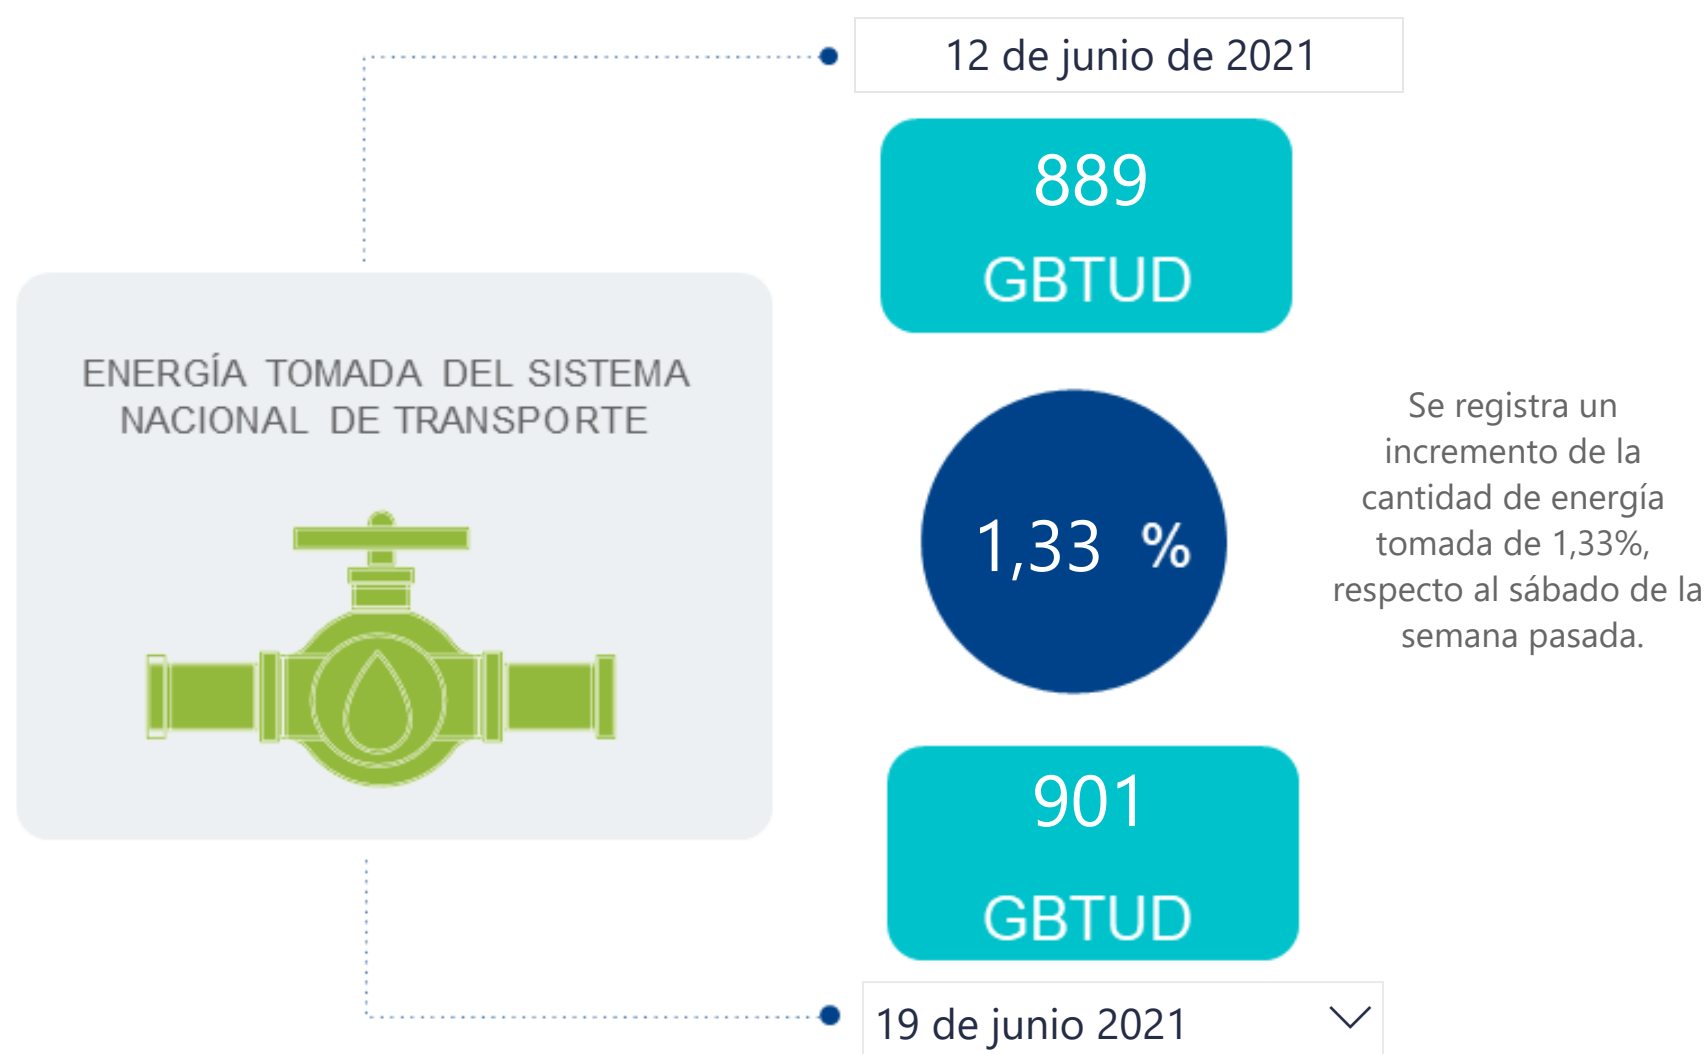 12 de junio de 2021
889
GBTUD
ENERGÍA TOMADA DEL SISTEMA
NACIONAL DE TRANSPORTE
1,33 %
Se registra un
incremento de la
cantidad de energía
tomada de 1,33%,
respecto al sábado de la
semana pasada.
901
GBTUD
19 de junio 2021